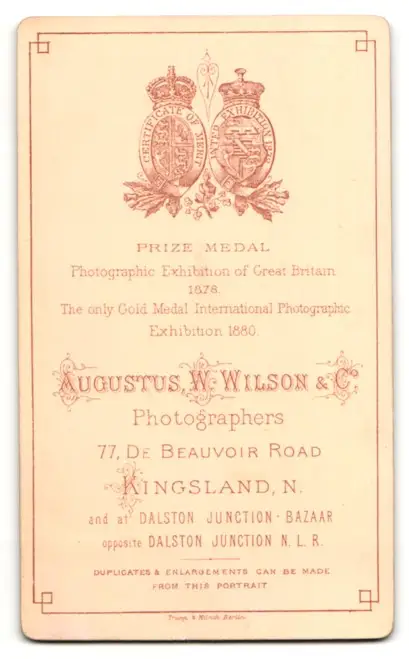 CERTIFICATE OF MERIT
INTER EXHIBITION
PRIZE MEDAL
Photographic Exhibition of Great Britain
1878.
The only Gold Medal International Photographic
Exhibition 1880.
AUGUSTUS, W. WILSON & Co.
Photographers
77, DE BEAUVOIR ROAD
KINGSLAND, N.
and at DALSTON JUNCTION · BAZAAR
opposite DALSTON JUNCTION N. L. R.
DUPLICATES & ENLARGEMENTS CAN BE MADE
FROM THIS PORTRAIT